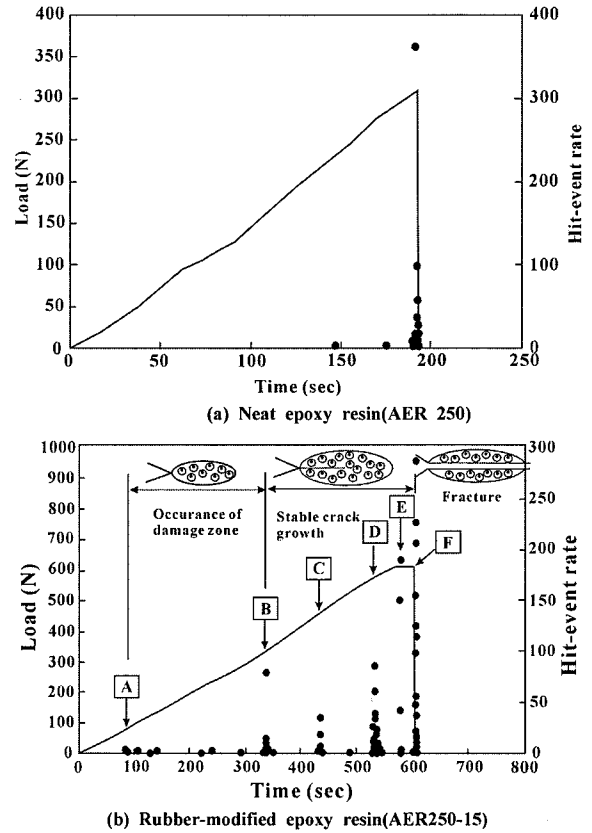 400
350
300
250
200
150
100
50
0
Load (N)
400
300
200
100
0
Hit-event rate
0 50 100 150 200 250
Time (sec)
(a) Neat epoxy resin(AER 250)
1000
900
800
700
600
500
400
300
200
100
0
Load (N)
300
250
200
150
100
50
0
Hit-event rate
Occurance of
damage zone
Stable crack
growth
Fracture
A
B
C
D
E
F
0 100 200 300 400 500 600 700 800
Time (sec)
(b) Rubber-modified epoxy resin(AER250-15)